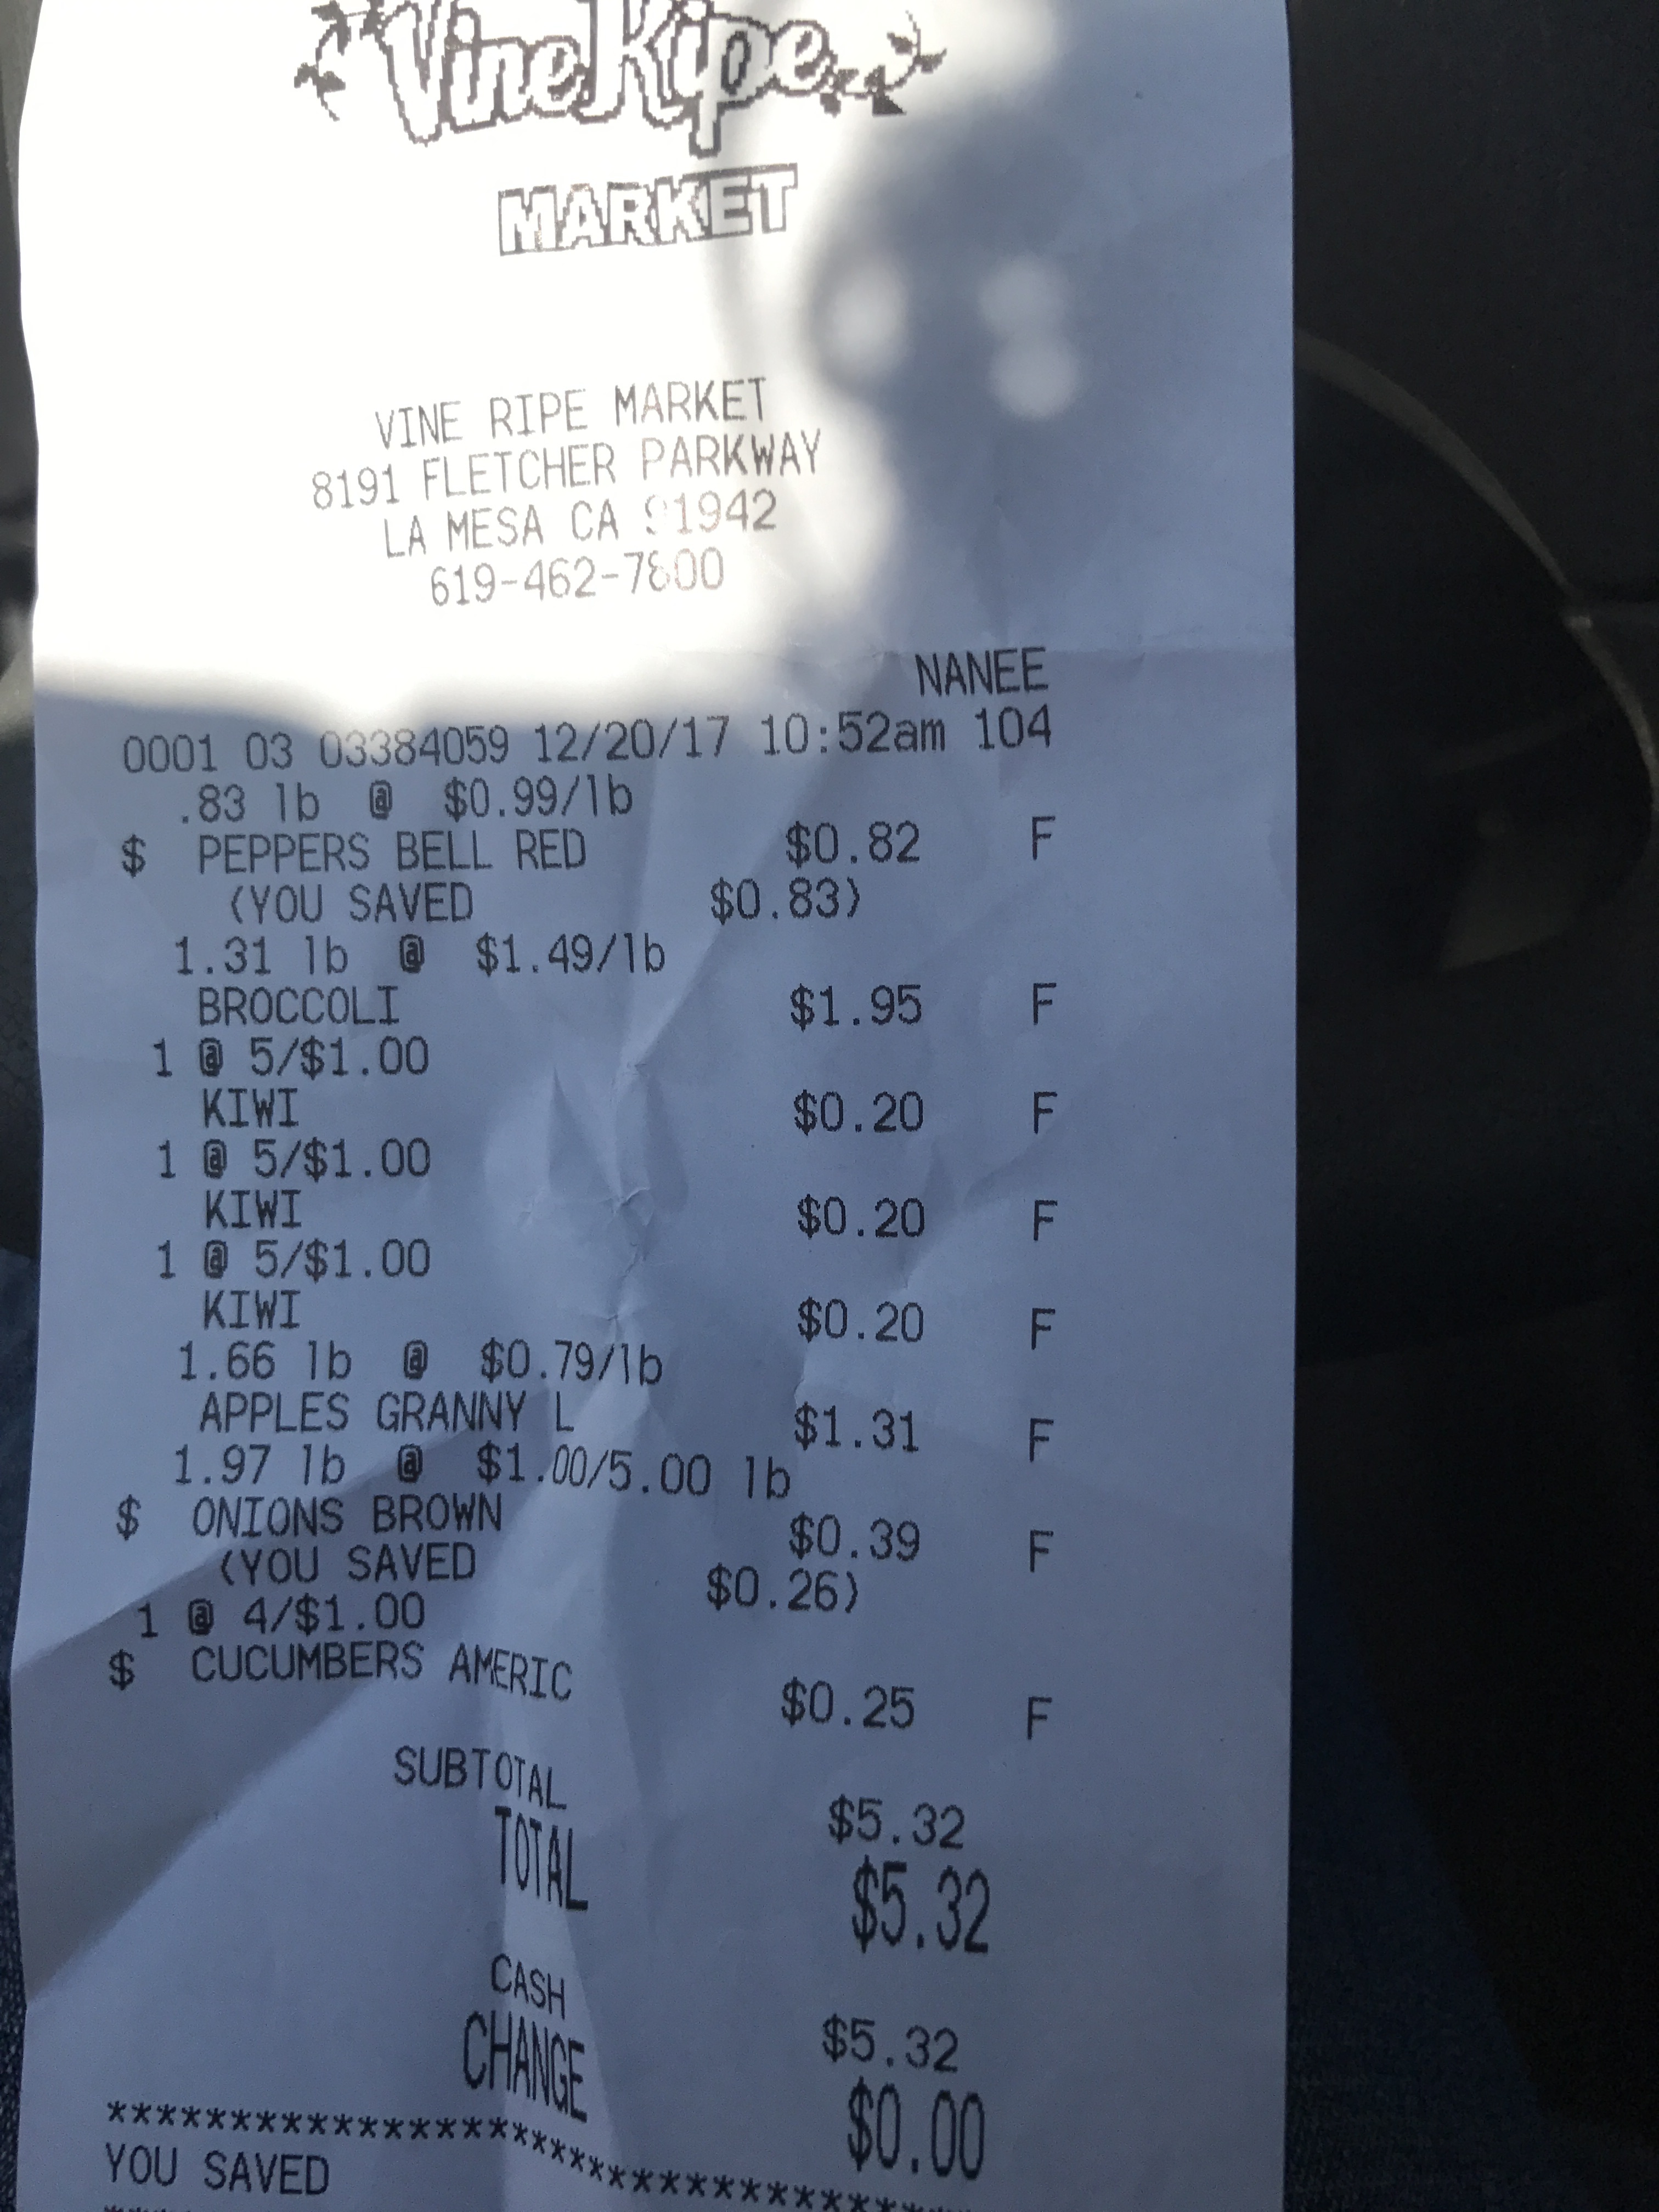 VineRipe
MARKET
VINE RIPE MARKET
8191 FLETCHER PARKWAY
LA MESA CA 91942
619-462-7800
NANEE
0001 03 03384059 12/20/17 10:52am 104
.83 lb @ $0.99/lb
$ PEPPERS BELL RED $0.82 F
(YOU SAVED $0.83)
1.31 lb @ $1.49/lb
BROCCOLI $1.95 F
1 @ 5/$1.00
KIWI $0.20 F
1 @ 5/$1.00
KIWI $0.20 F
1 @ 5/$1.00
KIWI $0.20 F
1.66 lb @ $0.79/lb
APPLES GRANNY L $1.31 F
1.97 lb @ $1.00/5.00 lb
$ ONIONS BROWN $0.39 F
(YOU SAVED $0.26)
1 @ 4/$1.00
$ CUCUMBERS AMERIC $0.25 F
SUBTOTAL $5.32
TOTAL $5.32
CASH $5.32
CHANGE $0.00
**************************************
YOU SAVED